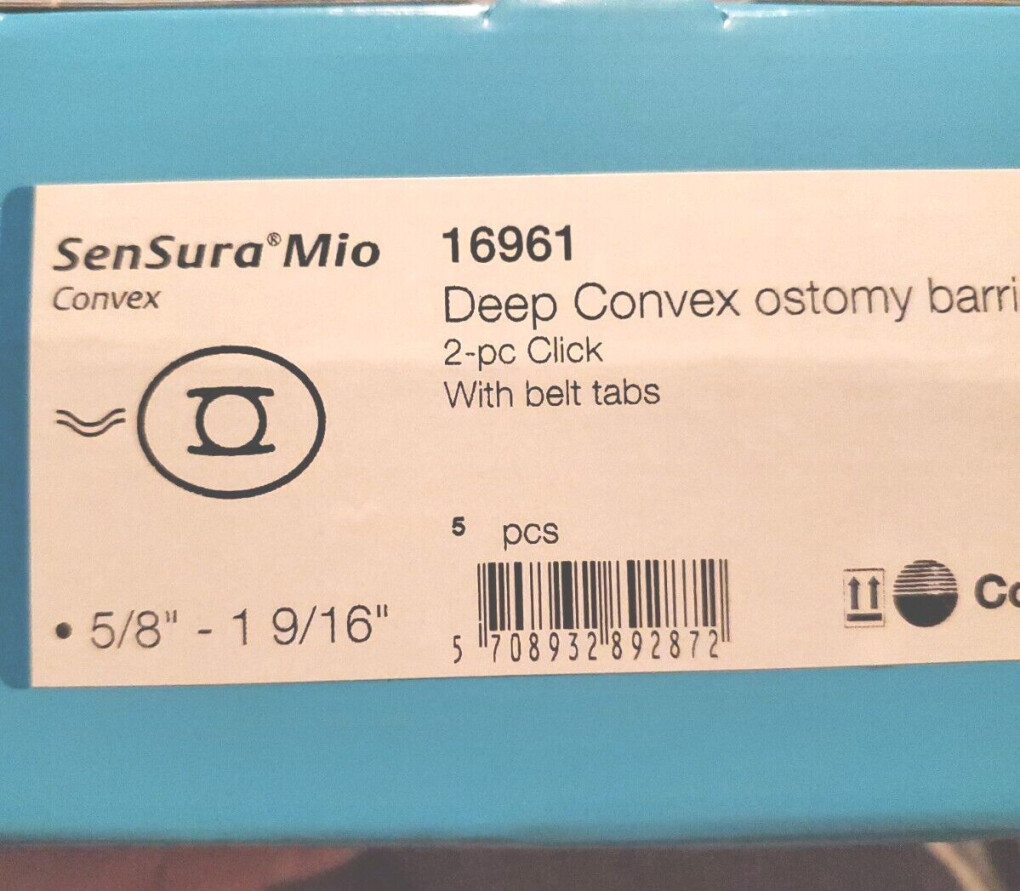 SenSura®Mio
Convex
16961
Deep Convex ostomy barri
2-pc Click
With belt tabs
5 pcs
5/8" - 1 9/16"
5 708932 892872
Co